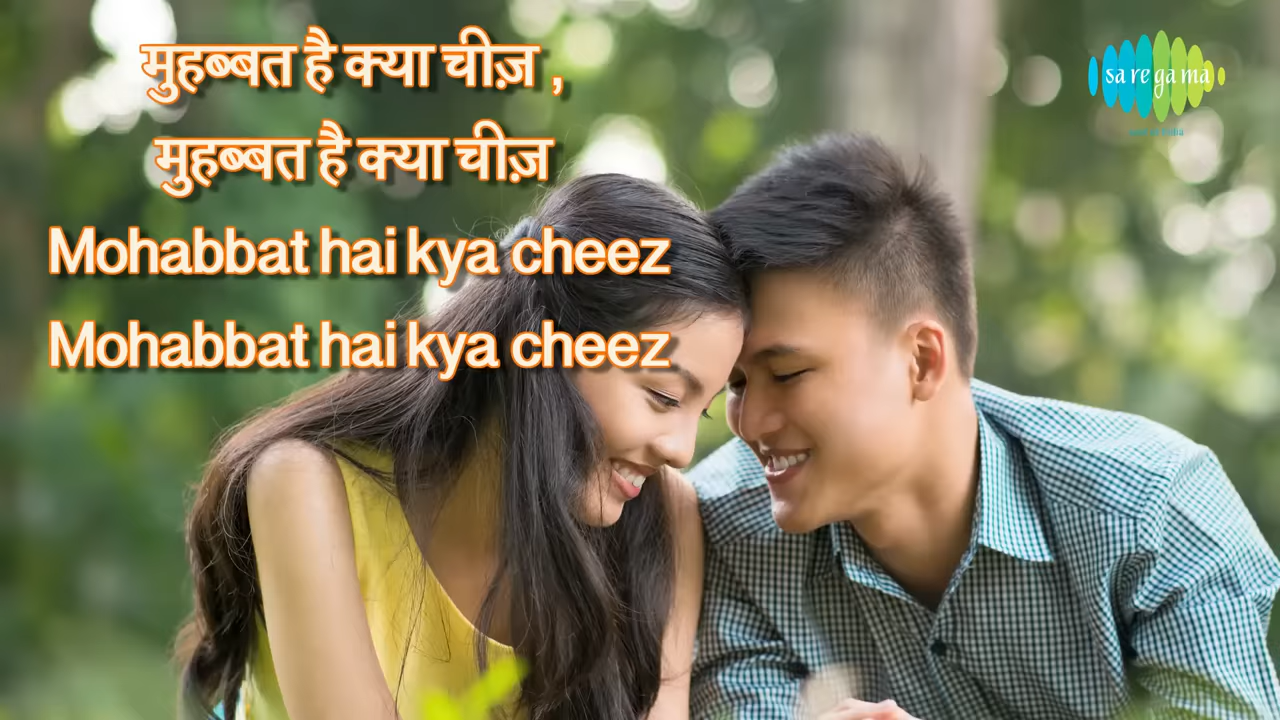 मुहब्बत है क्या चीज़ ,
मुहब्बत है क्या चीज़
Mohabbat hai kya cheez
Mohabbat hai kya cheez
sa re ga ma